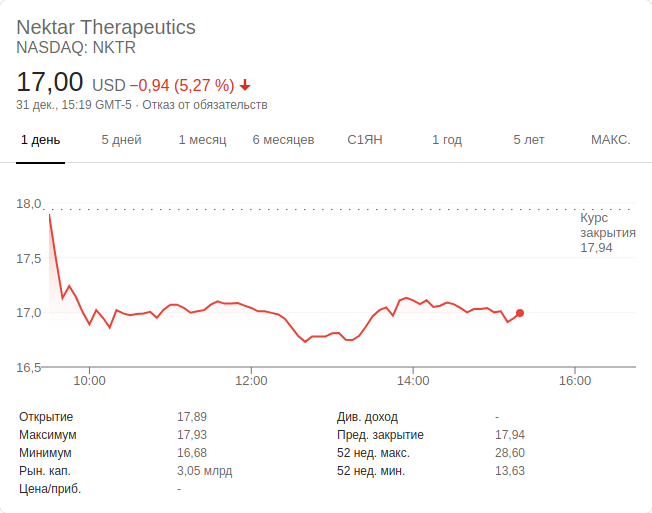 Nektar Therapeutics
NASDAQ: NKTR
17,00 USD −0,94 (5,27 %)
31 дек., 15:19 GMT-5 · Отказ от обязательств
1 день 5 дней 1 месяц 6 месяцев С1ЯН 1 год 5 лет МАКС.
18,0
Курс
закрытия
17,94
17,5
17,0
16,5
10:00 12:00 14:00 16:00
Открытие 17,89 Див. доход -
Максимум 17,93 Пред. закрытие 17,94
Минимум 16,68 52 нед. макс. 28,60
Рын. кап. 3,05 млрд 52 нед. мин. 13,63
Цена/приб. -